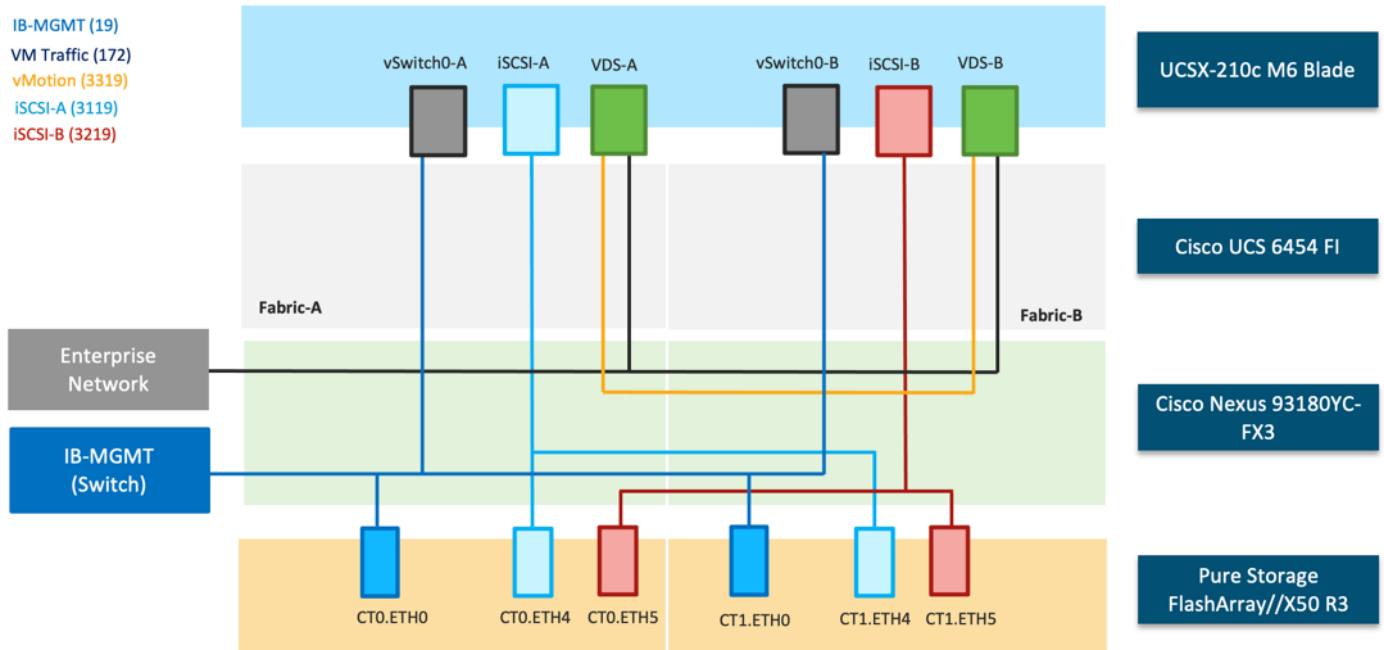 IB-MGMT (19)
VM Traffic (172)
vMotion (3319)
iSCSI-A (3119)
iSCSI-B (3219)
vSwitch0-A
iSCSI-A
VDS-A
vSwitch0-B
iSCSI-B
VDS-B
UCSX-210c M6 Blade
Cisco UCS 6454 FI
Fabric-A
Fabric-B
Enterprise
Network
Cisco Nexus 93180YC-
FX3
IB-MGMT
(Switch)
CT0.ETH0
CT0.ETH4
CT0.ETH5
CT1.ETH0
CT1.ETH4
CT1.ETH5
Pure Storage
FlashArray//X50 R3